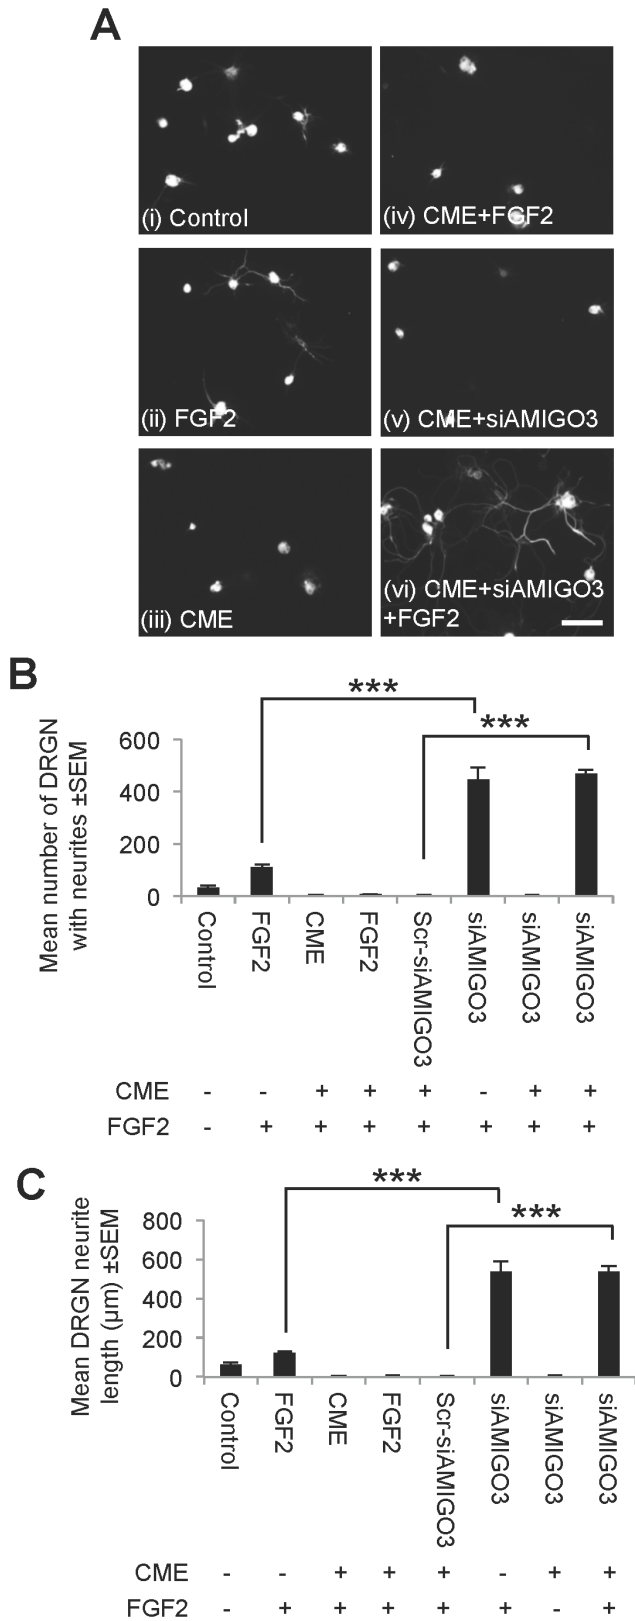 A
(i) Control
(iv) CME+FGF2
(ii) FGF2
(v) CME+siAMIGO3
(iii) CME
(vi) CME+siAMIGO3
+FGF2
B
Mean number of DRGN
with neurites ±SEM
600
400
200
0
***
***
Control
FGF2
CME
FGF2
Scr-siAMIGO3
siAMIGO3
siAMIGO3
siAMIGO3
CME - - + + + - + +
FGF2 - + + + + + + +
C
Mean DRGN neurite
length (µm) ±SEM
800
600
400
200
0
***
***
Control
FGF2
CME
FGF2
Scr-siAMIGO3
siAMIGO3
siAMIGO3
siAMIGO3
CME - - + + + - + +
FGF2 - + + + + + - +